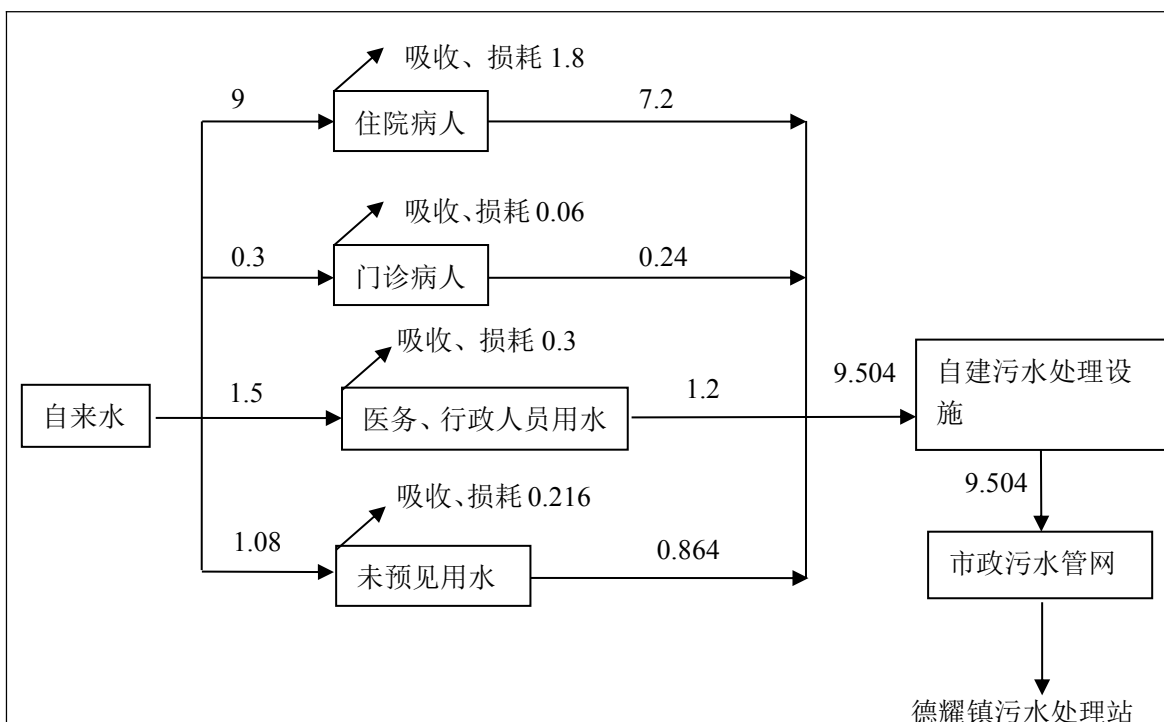 吸收、损耗 1.8
9
住院病人
7.2
吸收、损耗 0.06
0.3
门诊病人
0.24
吸收、损耗 0.3
自来水
1.5
医务、行政人员用水
1.2
9.504
自建污水处理设
施
吸收、损耗 0.216
9.504
1.08
未预见用水
0.864
市政污水管网
德耀镇污水处理站